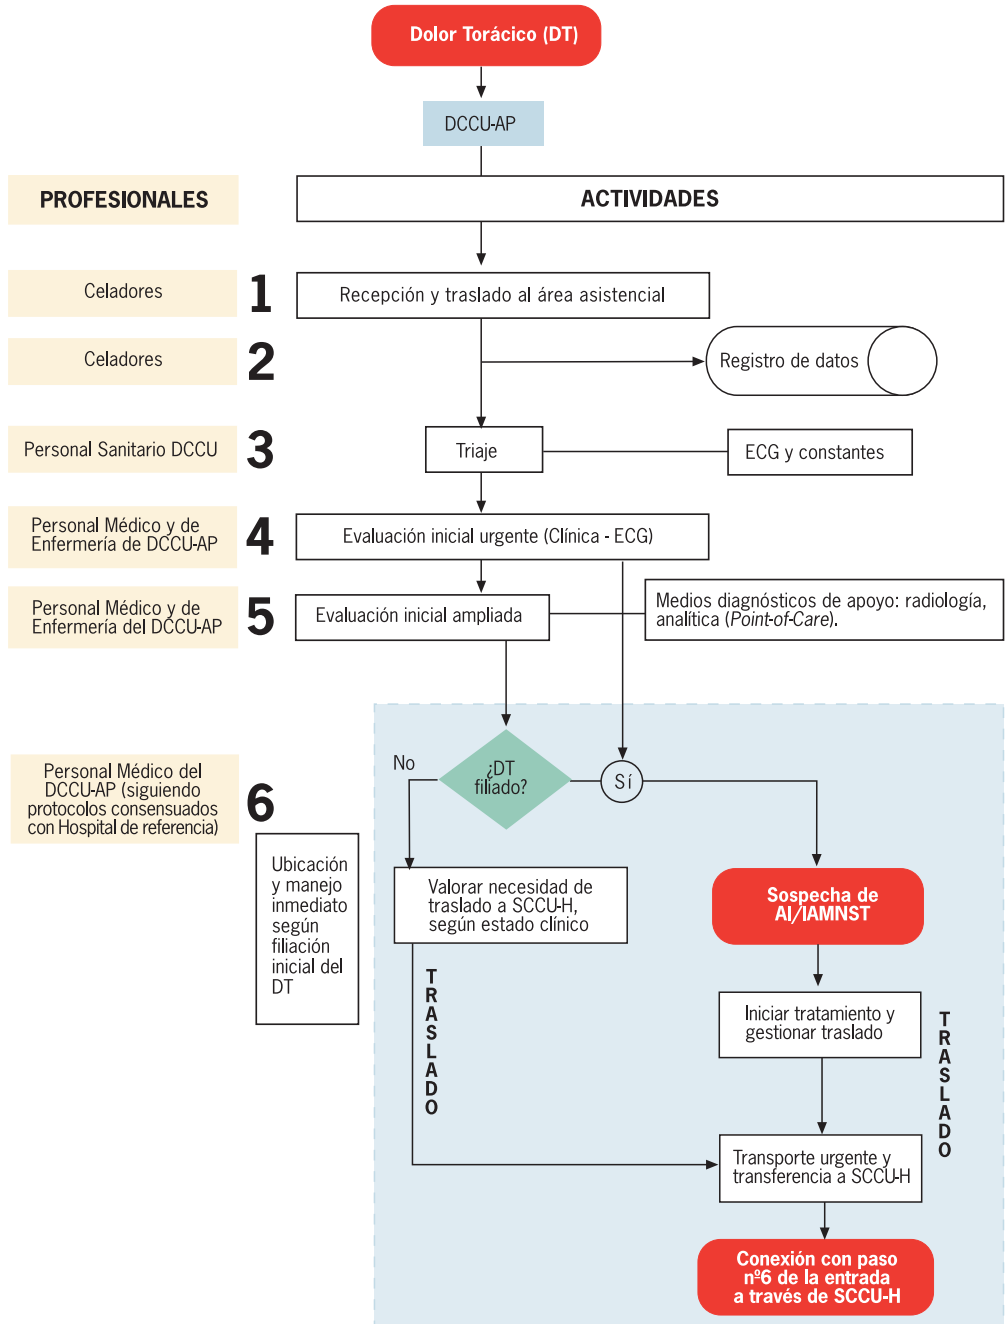 Dolor Torácico (DT)
DCCU-AP
PROFESIONALES
ACTIVIDADES
Celadores
1
Recepción y traslado al área asistencial
Celadores
2
Registro de datos
Personal Sanitario DCCU
3
Triaje
ECG y constantes
Personal Médico y de
Enfermería de DCCU-AP
4
Evaluación inicial urgente (Clínica - ECG)
Personal Médico y de
Enfermería del DCCU-AP
5
Evaluación inicial ampliada
Medios diagnósticos de apoyo: radiología,
analítica (Point-of-Care).
Personal Médico del
DCCU-AP (siguiendo
protocolos consensuados
con Hospital de referencia)
6
Ubicación
y manejo
inmediato
según
filiación
inicial del
DT
No
¿DT
filiado?
Sí
Valorar necesidad de
traslado a SCCU-H,
según estado clínico
Sospecha de
AI/IAMNST
TRASLADO
Iniciar tratamiento y
gestionar traslado
TRASLADO
Transporte urgente y
transferencia a SCCU-H
Conexión con paso
nº6 de la entrada
a través de SCCU-H